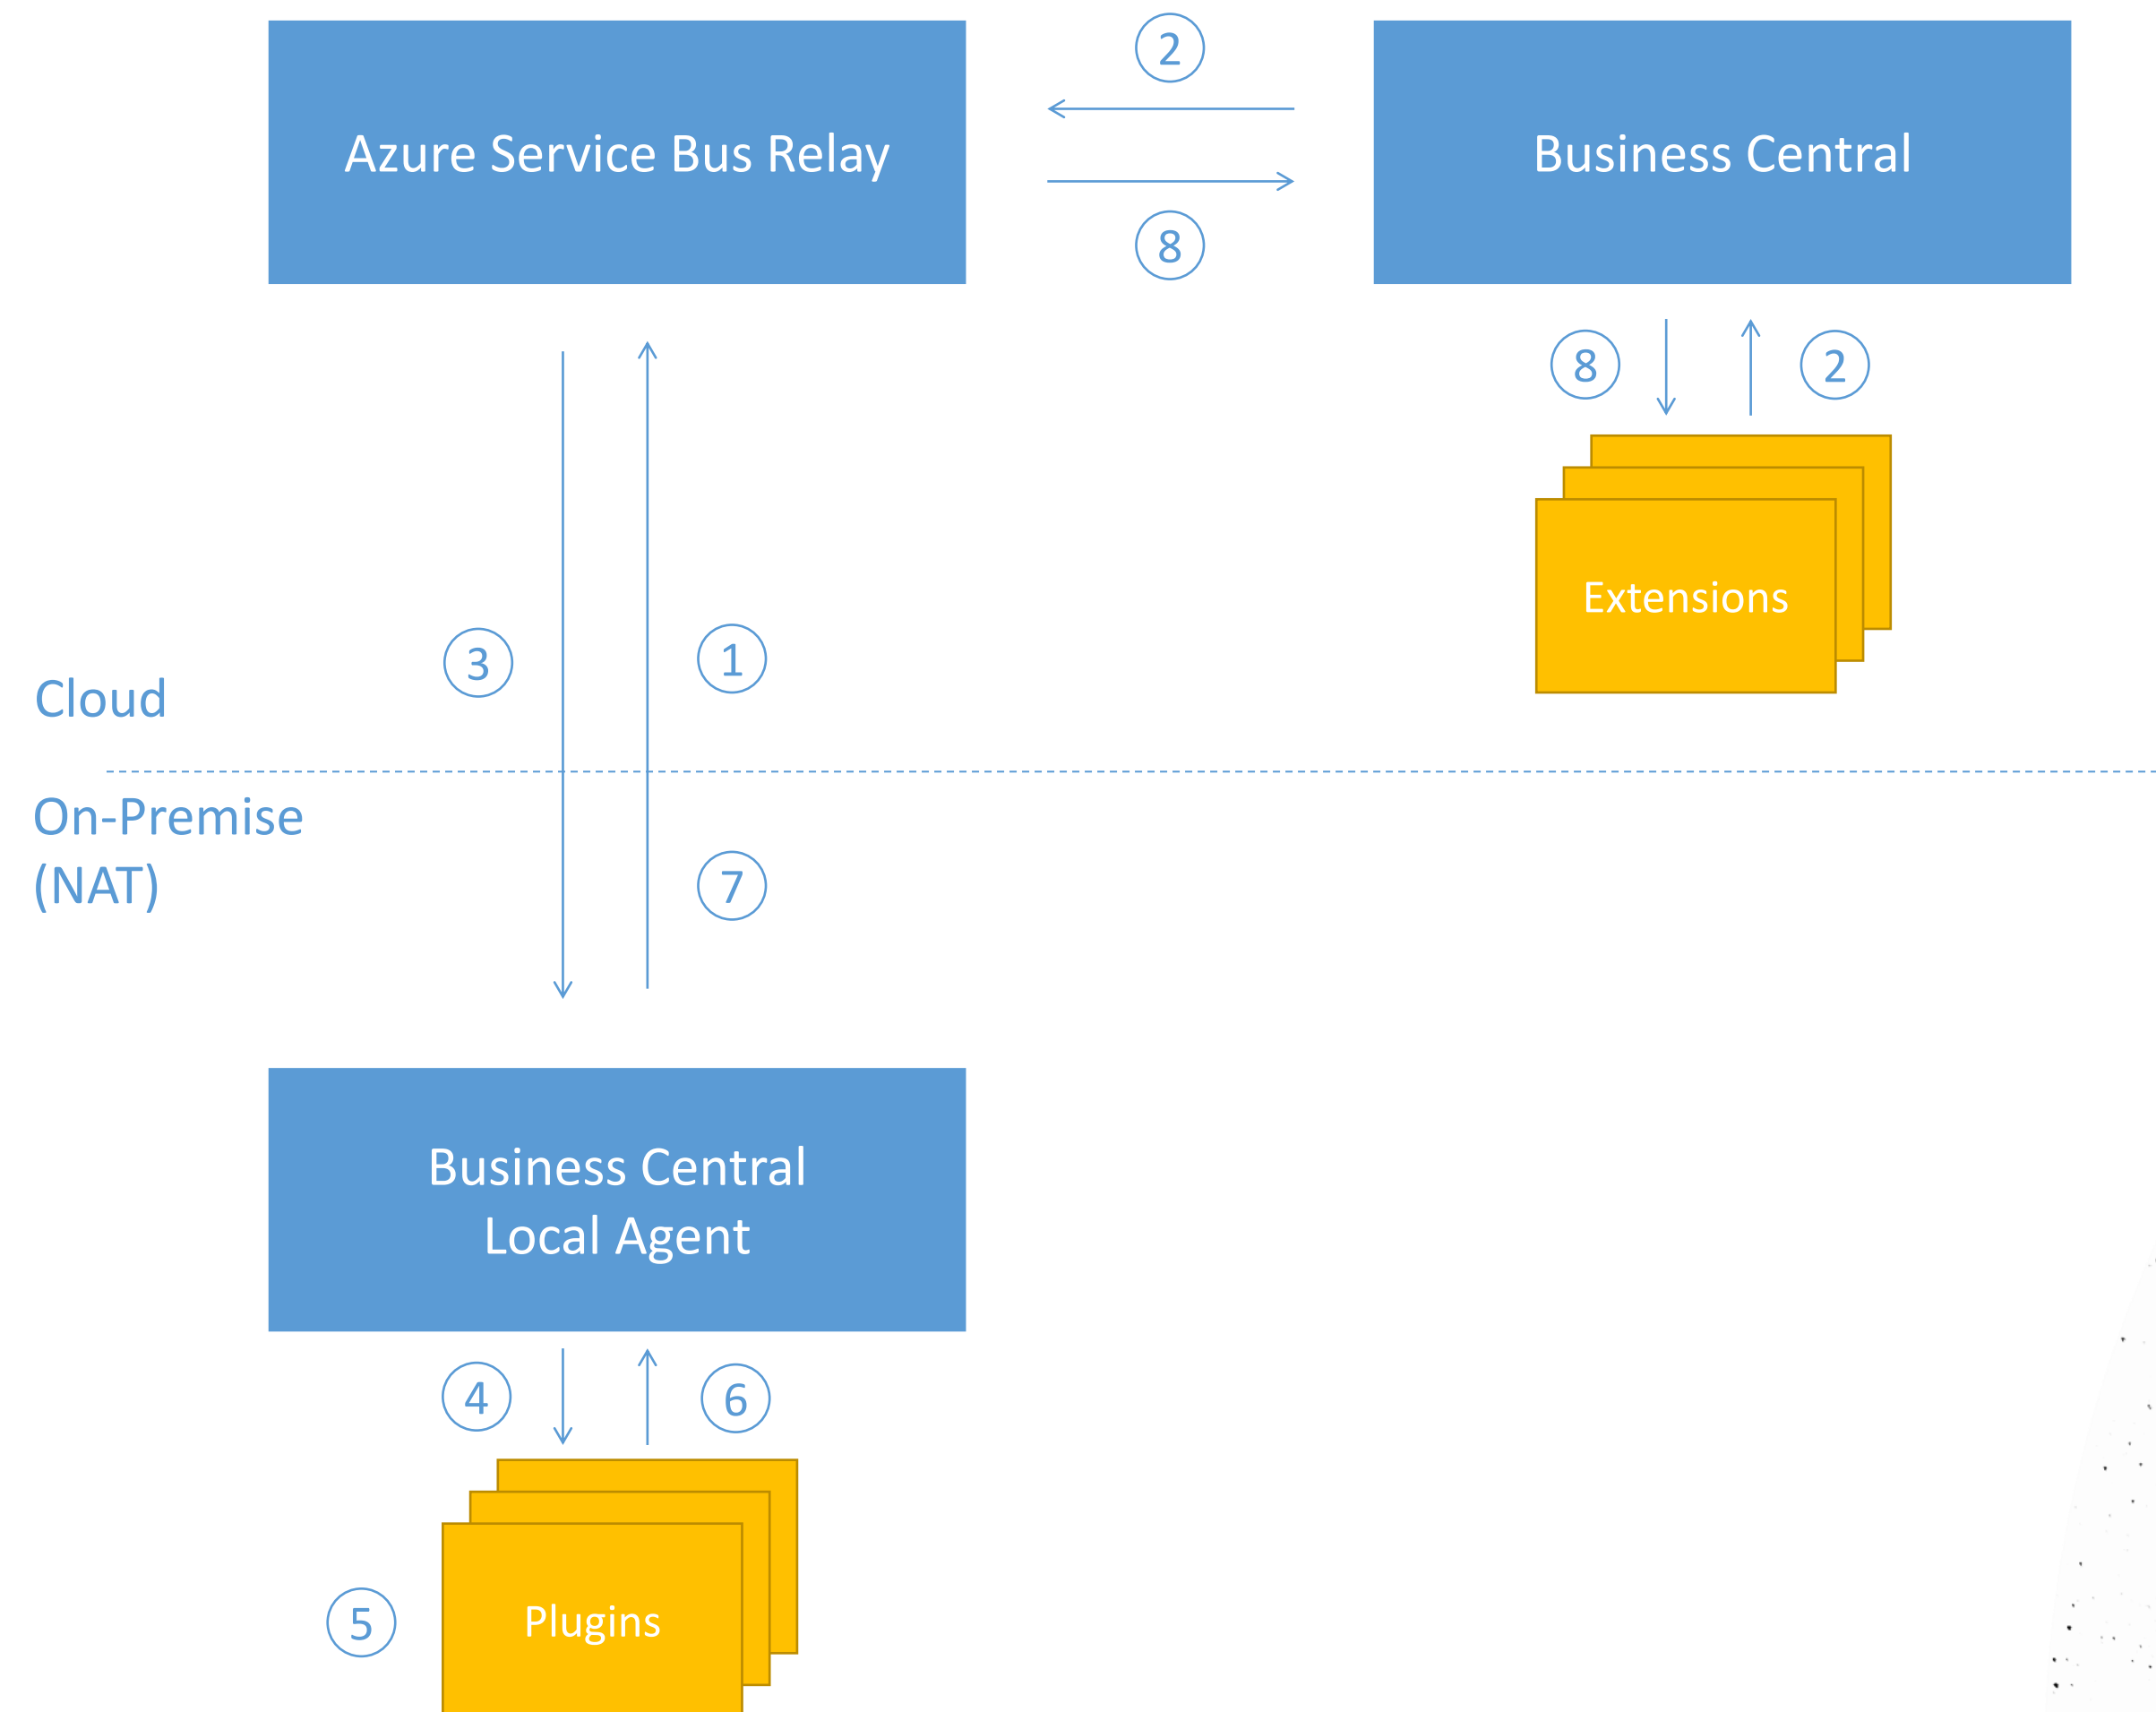 2
Azure Service Bus Relay
Business Central
8
8
2
Extensions
3
1
Cloud
On-Premise
(NAT)
7
Business Central
Local Agent
4
6
5
Plugins